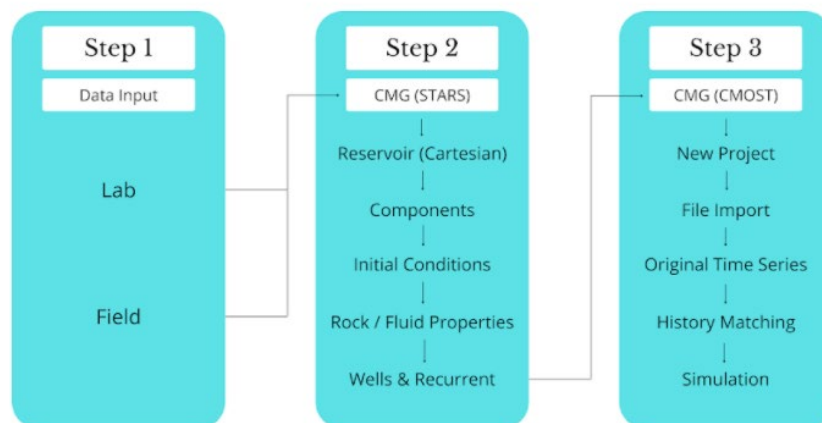 Step 1
Data Input
Lab
Field
Step 2
CMG (STARS)
Reservoir (Cartesian)
Components
Initial Conditions
Rock / Fluid Properties
Wells & Recurrent
Step 3
CMG (CMOST)
New Project
File Import
Original Time Series
History Matching
Simulation